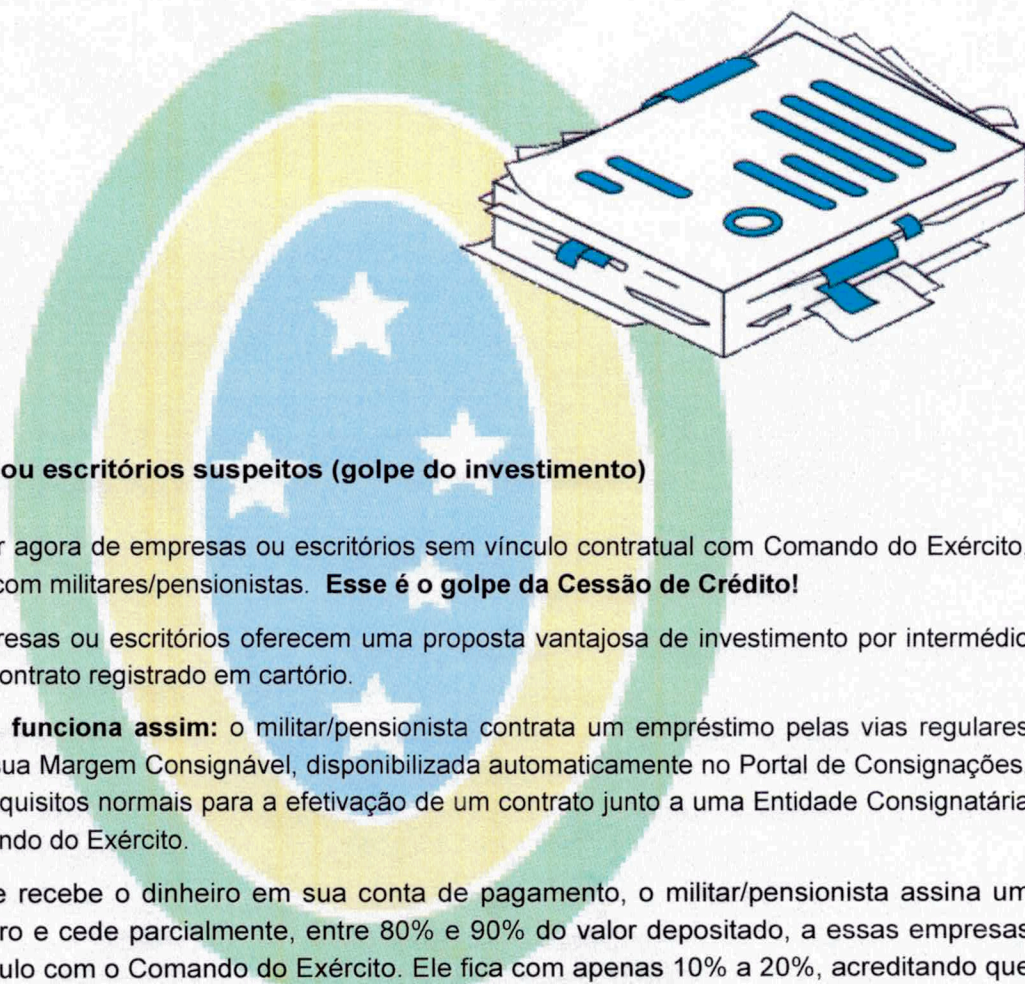 ou escritórios suspeitos (golpe do investimento)
r agora de empresas ou escritórios sem vínculo contratual com Comando do Exército,
com militares/pensionistas. Esse é o golpe da Cessão de Crédito!
resas ou escritórios oferecem uma proposta vantajosa de investimento por intermédio
ontrato registrado em cartório.
funciona assim: o militar/pensionista contrata um empréstimo pelas vias regulares
sua Margem Consignável, disponibilizada automaticamente no Portal de Consignações,
quisitos normais para a efetivação de um contrato junto a uma Entidade Consignatária
ndo do Exército.
e recebe o dinheiro em sua conta de pagamento, o militar/pensionista assina um
ro e cede parcialmente, entre 80% e 90% do valor depositado, a essas empresas
ulo com o Comando do Exército. Ele fica com apenas 10% a 20%, acreditando que